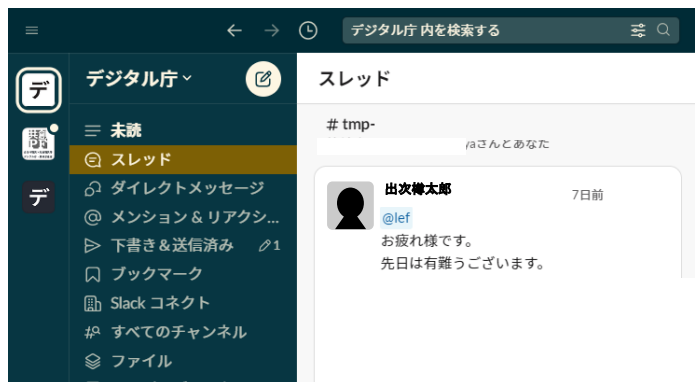 デジタル庁 内を検索する
デ
デ
デジタル庁
未読
スレッド
ダイレクトメッセージ
メンション & リアクシ...
下書き & 送信済み 1
ブックマーク
Slack コネクト
すべてのチャンネル
ファイル
スレッド
# tmp-
yaさんとあなた
出次樽太郎 7日前
@lef
お疲れ様です。
先日は有難うございます。